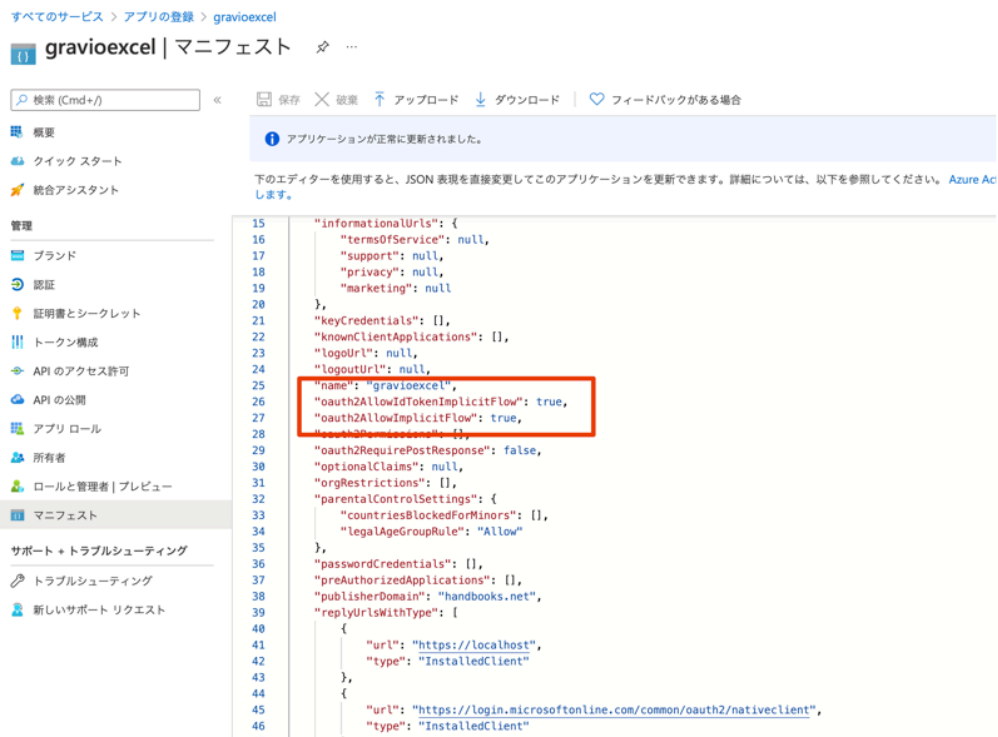 すべてのサービス > アプリの登録 > gravioexcel
gravioexcel | マニフェスト
検索 (Cmd+/)
«
保存
破棄
アップロード
ダウンロード
フィードバックがある場合
概要
クイック スタート
統合アシスタント
管理
ブランド
認証
証明書とシークレット
トークン構成
API のアクセス許可
API の公開
アプリ ロール
所有者
ロールと管理者 | プレビュー
マニフェスト
サポート + トラブルシューティング
トラブルシューティング
新しいサポート リクエスト
アプリケーションが正常に更新されました。
下のエディターを使用すると、JSON 表現を直接変更してこのアプリケーションを更新できます。詳細については、以下を参照してください。 Azure Act
します。
15 "informationalUrls": {
16 "termsOfService": null,
17 "support": null,
18 "privacy": null,
19 "marketing": null
20 },
21 "keyCredentials": [],
22 "knownClientApplications": [],
23 "logoUrl": null,
24 "logoutUrl": null,
25 "name": "gravioexcel",
26 "oauth2AllowIdTokenImplicitFlow": true,
27 "oauth2AllowImplicitFlow": true,
28 "oauth2Permissions": [],
29 "oauth2RequirePostResponse": false,
30 "optionalClaims": null,
31 "orgRestrictions": [],
32 "parentalControlSettings": {
33 "countriesBlockedForMinors": [],
34 "legalAgeGroupRule": "Allow"
35 },
36 "passwordCredentials": [],
37 "preAuthorizedApplications": [],
38 "publisherDomain": "handbooks.net",
39 "replyUrlsWithType": [
40 {
41 "url": "https://localhost",
42 "type": "InstalledClient"
43 },
44 {
45 "url": "https://login.microsoftonline.com/common/oauth2/nativeclient",
46 "type": "InstalledClient"